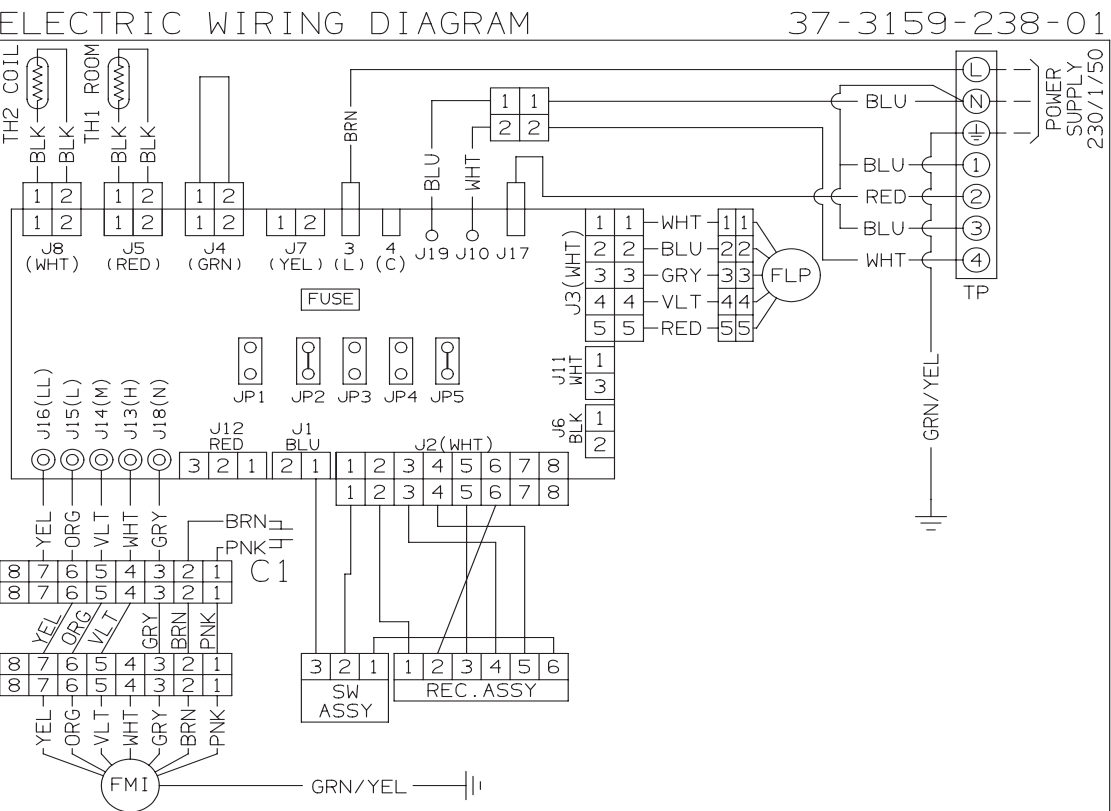 ELECTRIC WIRING DIAGRAM
37-3159-238-01
TH2 COIL
TH1 ROOM
BLK
BLK
BLK
BLK
BRN
BLU
WHT
1 1
2 2
BLU
BLU
RED
BLU
WHT
L
N
1
2
3
4
TP
POWER
SUPPLY
230/1/50
GRN/YEL
1 2
1 2
J8
(WHT)
1 2
1 2
J5
(RED)
1 2
1 2
J4
(GRN)
1 2
J7
(YEL)
3
(L)
4
(C)
J19
J10
J17
FUSE
J3(WHT)
1 1 WHT 1 1
2 2 BLU 2 2
3 3 GRY 3 3
4 4 VLT 4 4
5 5 RED 5 5
FLP
J11
WHT
1
3
J6
BLK
1
2
JP1
JP2
JP3
JP4
JP5
J16(LL)
J15(L)
J14(M)
J13(H)
J18(N)
J12
RED
3 2 1
J1
BLU
2 1
J2(WHT)
1 2 3 4 5 6 7 8
1 2 3 4 5 6 7 8
YEL
ORG
VLT
WHT
GRY
BRN
PNK
C1
8 7 6 5 4 3 2 1
8 7 6 5 4 3 2 1
YEL
ORG
VLT
GRY
BRN
PNK
8 7 6 5 4 3 2 1
8 7 6 5 4 3 2 1
YEL
ORG
VLT
WHT
GRY
BRN
PNK
FMI
GRN/YEL
3 2 1
SW
ASSY
1 2 3 4 5 6
REC.ASSY